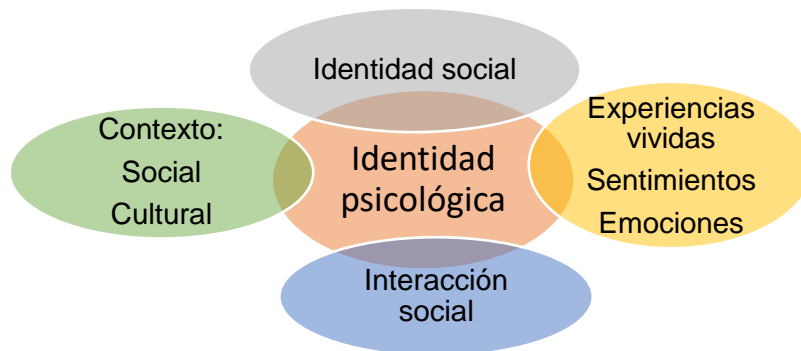 Identidad social
Contexto:
Social
Cultural
Identidad
psicológica
Experiencias
vividas
Sentimientos
Emociones
Interacción
social